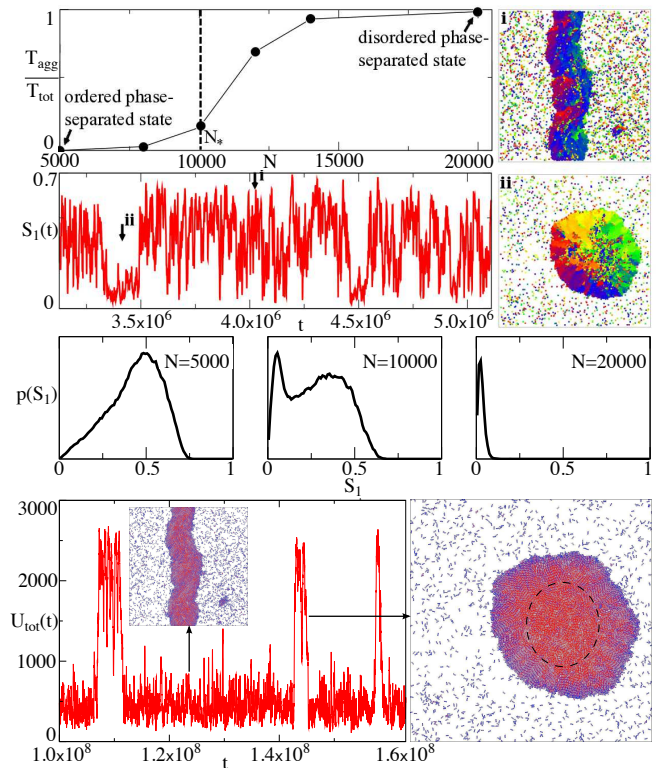 1
T_agg
T_tot
0
ordered phase-
separated state
disordered phase-
separated state
N_*
5000 10000 N 15000 20000
i
0.7
S_1(t)
0
ii
i
3.5x10^6 4.0x10^6 t 4.5x10^6 5.0x10^6
ii
p(S_1)
N=5000
N=10000
N=20000
0 0.5 1
0 0.5 1
0 0.5 1
S_1
3000
2000
U_tot(t)
1000
0
1.0x10^8 1.2x10^8 1.4x10^8 1.6x10^8
t